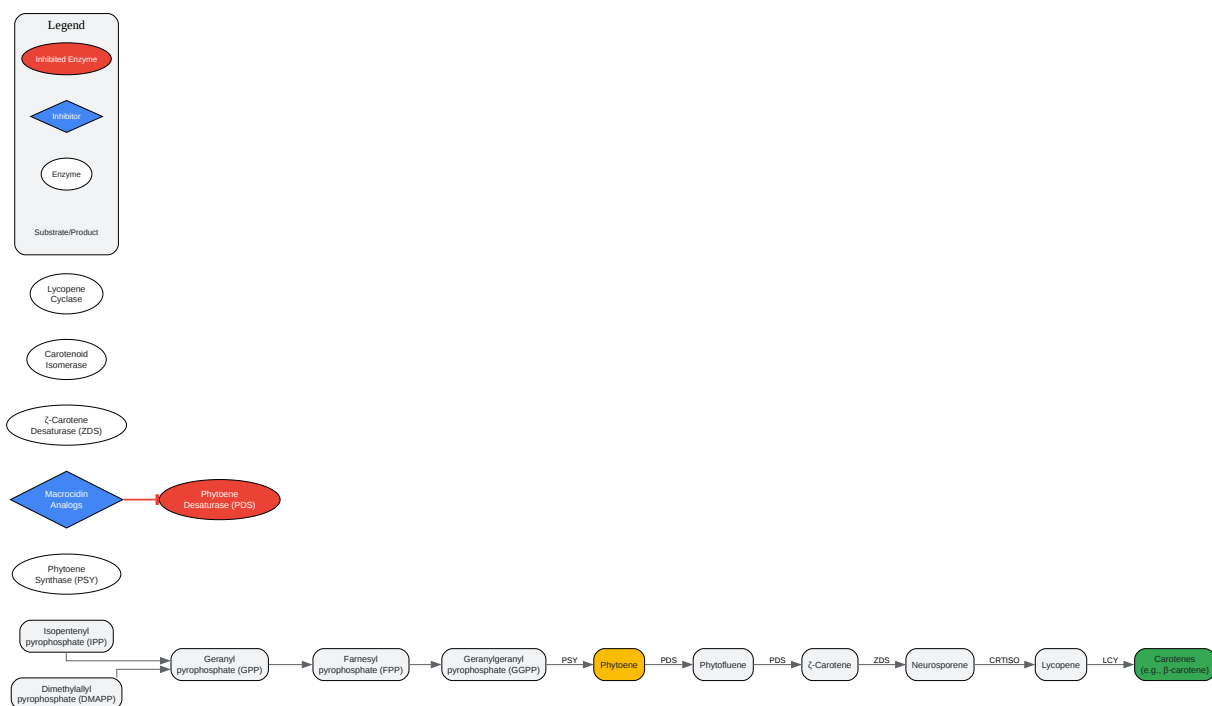 Legend
Inhibited Enzyme
Inhibitor
Enzyme
Substrate/Product
Lycopene
Cyclase
Carotenoid
Isomerase
ζ-Carotene
Desaturase (ZDS)
Macrocidin
Analogs
Phytoene
Desaturase (PDS)
Phytoene
Synthase (PSY)
Isopentenyl
pyrophosphate (IPP)
Dimethylallyl
pyrophosphate (DMAPP)
Geranyl
pyrophosphate (GPP)
Farnesyl
pyrophosphate (FPP)
Geranylgeranyl
pyrophosphate (GGPP)
PSY
Phytoene
PDS
Phytofluene
PDS
ζ-Carotene
ZDS
Neurosporene
CRTISO
Lycopene
LCY
Carotenes
(e.g., β-carotene)